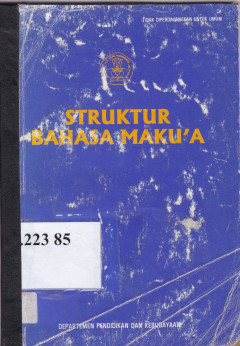 TIDAK DIPERDAGANGKAN UNTUK UMUM
STRUKTUR
BAHASA MAKU'A
.223 85
DEPARTEMEN PENDIDIKAN DAN KEBUDAYAAN